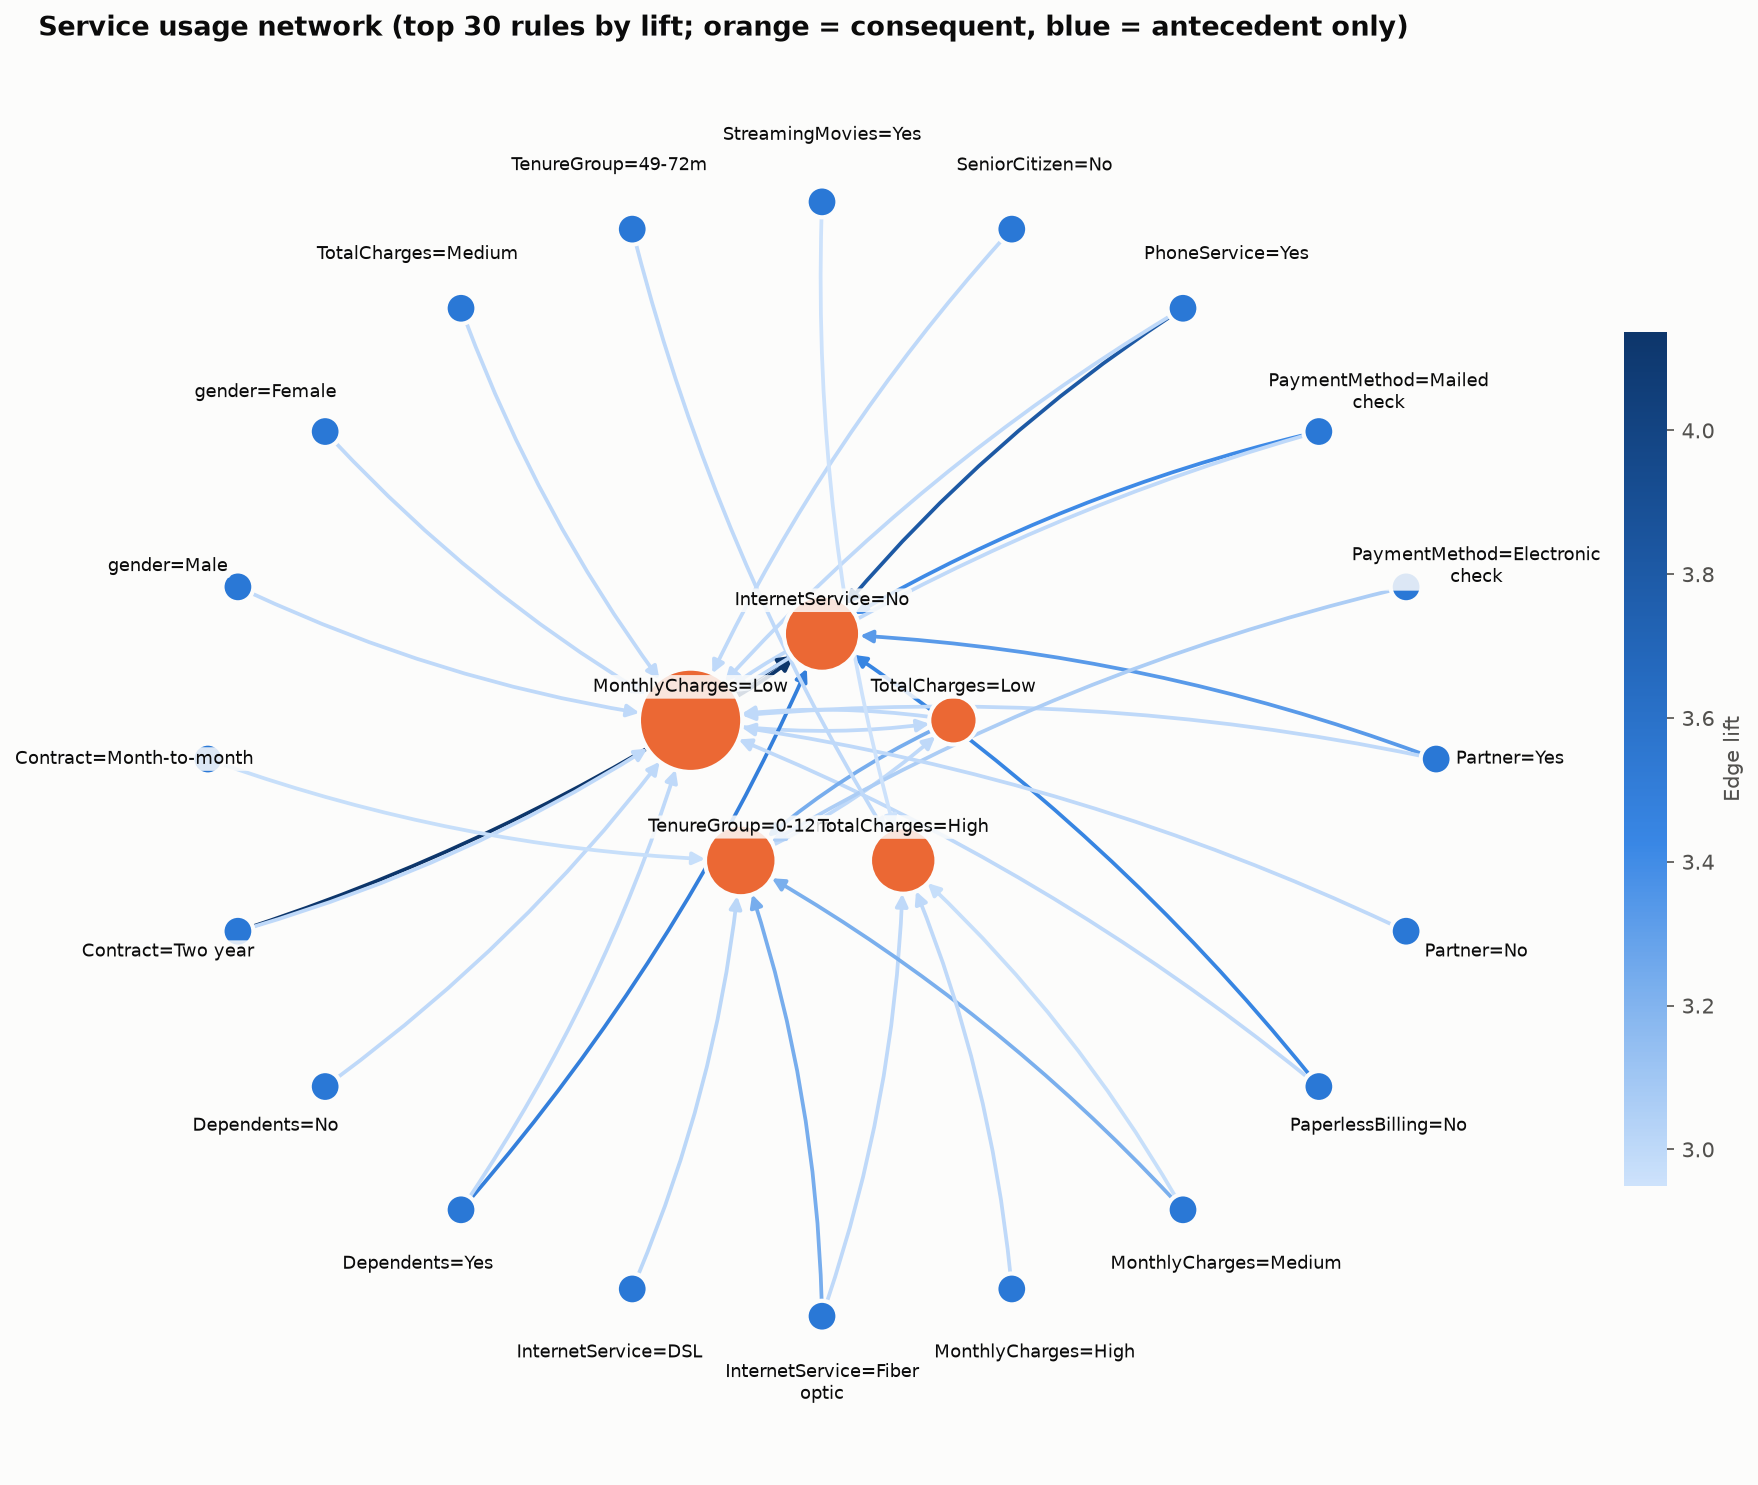 Service usage network (top 30 rules by lift; orange = consequent, blue = antecedent only)
StreamingMovies=Yes
TenureGroup=49-72m
SeniorCitizen=No
TotalCharges=Medium
PhoneService=Yes
gender=Female
PaymentMethod=Mailed
check
4.0
gender=Male
PaymentMethod=Electronic
check
3.8
InternetService=No
MonthlyCharges=Low
TotalCharges=Low
3.6
Edge lift
Contract=Month-to-month
Partner=Yes
TenureGroup=0-12
TotalCharges=High
3.4
Contract=Two year
Partner=No
3.2
Dependents=No
PaperlessBilling=No
3.0
Dependents=Yes
MonthlyCharges=Medium
InternetService=DSL
MonthlyCharges=High
InternetService=Fiber
optic